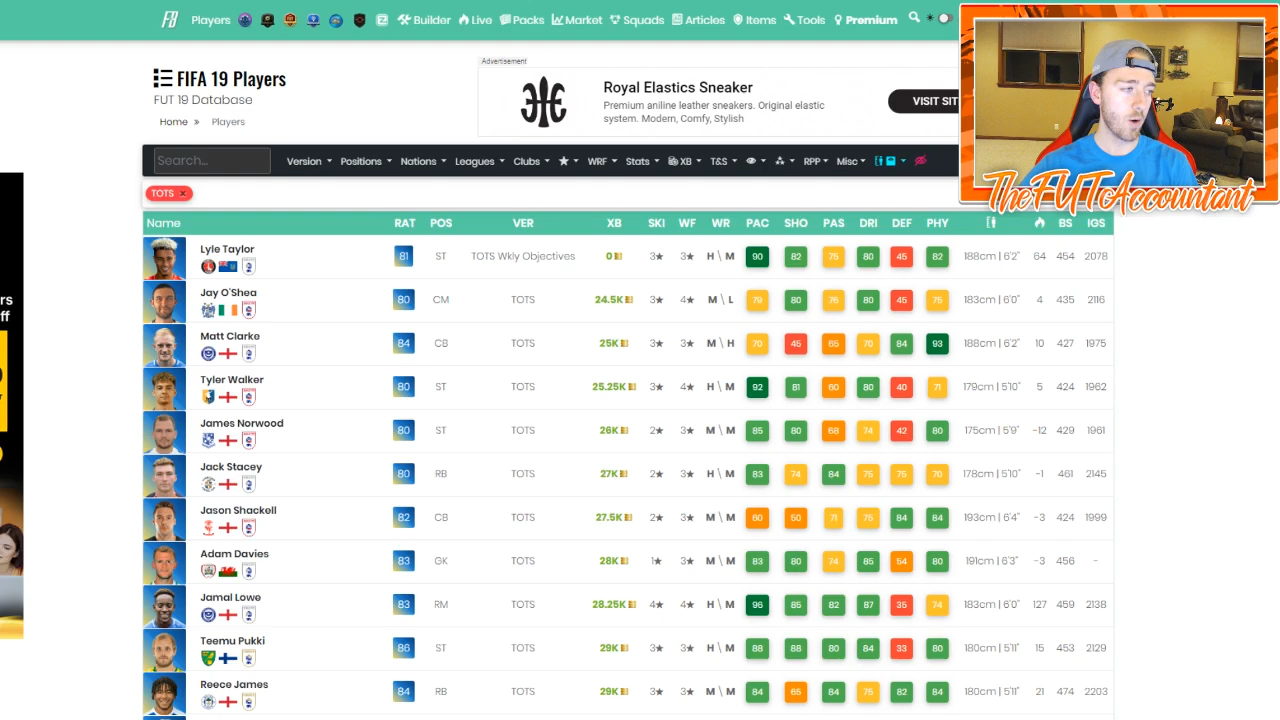 Players Builder Live Packs Market Squads Articles Items Tools Premium
FIFA 19 Players
FUT 19 Database
Home » Players
Advertisement
Royal Elastics Sneaker
Premium aniline leather sneakers. Original elastic
system. Modern, Comfy, Stylish
VISIT SIT
Search... Version Positions Nations Leagues Clubs WRF Stats XB T&S RPP Misc
TOTS ×
TheFUTAccountant
Name RAT POS VER XB SKI WF WR PAC SHO PAS DRI DEF PHY BS IGS
Lyle Taylor 81 ST TOTS Wkly Objectives 0 3★ 3★ H \ M 90 82 75 80 45 82 188cm | 6'2" 64 454 2078
Jay O'Shea 80 CM TOTS 24.5K 3★ 4★ M \ L 79 80 76 80 45 75 183cm | 6'0" 4 435 2116
Matt Clarke 84 CB TOTS 25K 3★ 3★ M \ H 70 45 65 70 84 93 188cm | 6'2" 10 427 1975
Tyler Walker 80 ST TOTS 25.25K 3★ 4★ H \ M 92 81 60 80 40 71 179cm | 5'10" 5 424 1962
James Norwood 80 ST TOTS 26K 2★ 3★ M \ M 85 80 68 74 42 80 175cm | 5'9" -12 429 1961
Jack Stacey 80 RB TOTS 27K 2★ 3★ H \ M 83 74 84 75 75 70 178cm | 5'10" -1 461 2145
Jason Shackell 82 CB TOTS 27.5K 2★ 3★ M \ M 60 50 71 75 84 84 193cm | 6'4" -3 424 1999
Adam Davies 83 GK TOTS 28K 1★ 3★ M \ M 83 80 74 85 54 80 191cm | 6'3" -3 456 -
Jamal Lowe 83 RM TOTS 28.25K 4★ 4★ H \ M 96 85 82 87 35 74 183cm | 6'0" 127 459 2138
Teemu Pukki 86 ST TOTS 29K 3★ 4★ H \ M 88 88 80 84 33 80 180cm | 5'11" 15 453 2129
Reece James 84 RB TOTS 29K 3★ 3★ M \ M 84 65 84 75 82 84 180cm | 5'11" 21 474 2203